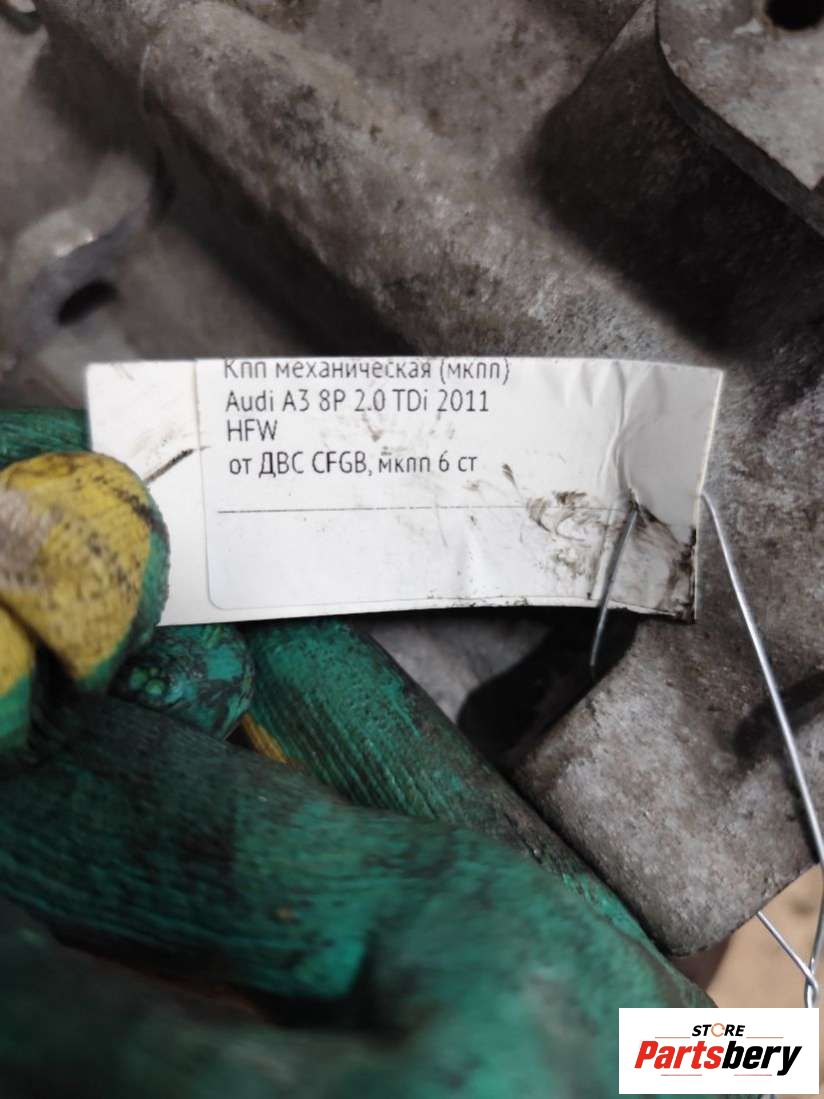 Кпп механическая (мкпп)
Audi A3 8P 2.0 TDi 2011
HFW
от ДВС CFGB, мкпп 6 ст
STORE
Partsbery